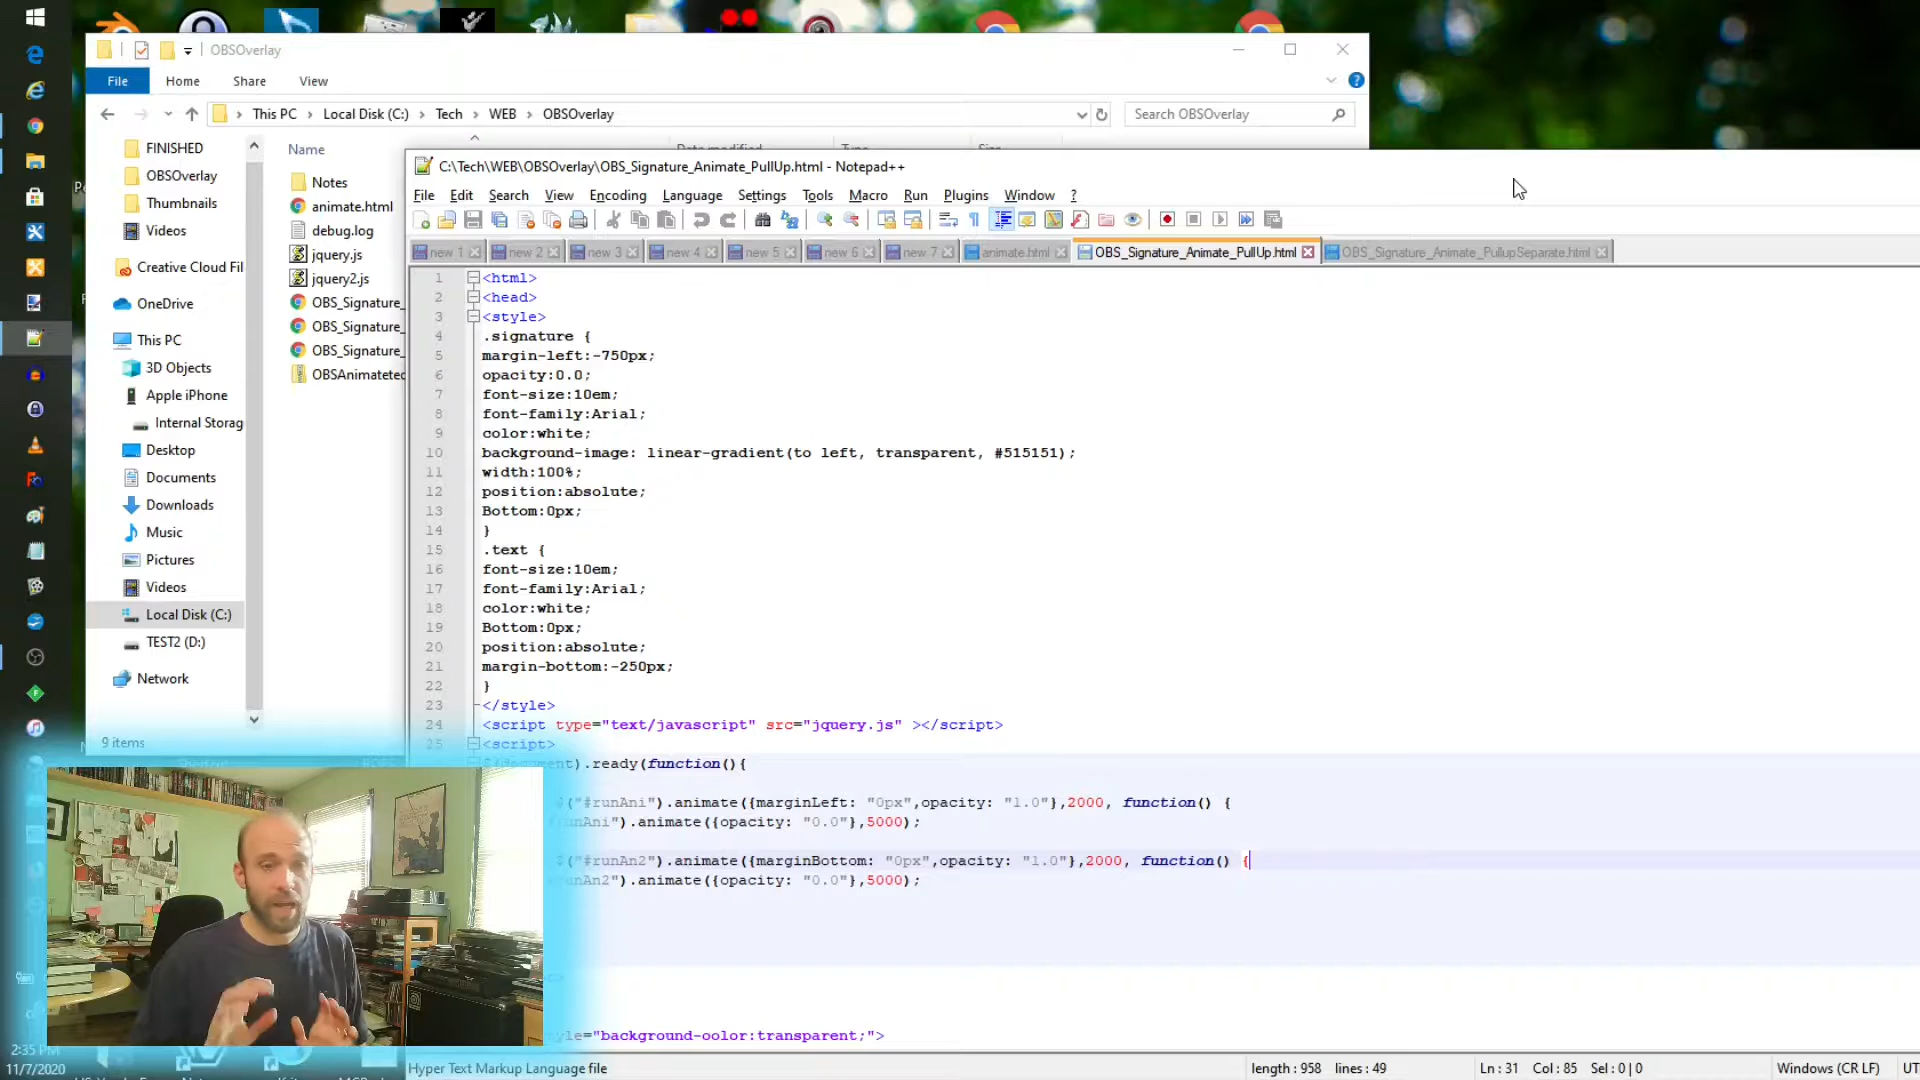 OBSOverlay
File Home Share View
This PC Local Disk (C:) Tech WEB OBSOverlay
Search OBSOverlay
FINISHED
OBSOverlay
Thumbnails
Videos
Creative Cloud Fil
OneDrive
This PC
3D Objects
Apple iPhone
Internal Storag
Desktop
Documents
Downloads
Music
Pictures
Videos
Local Disk (C:)
TEST2 (D:)
Network
9 items
Name
Notes
animate.html
debug.log
jquery.js
jquery2.js
OBS_Signature_
OBS_Signature_
OBS_Signature_
OBSAnimatetec
C:\Tech\WEB\OBSOverlay\OBS_Signature_Animate_PullUp.html - Notepad++
File Edit Search View Encoding Language Settings Tools Macro Run Plugins Window ?
new 1 new 2 new 3 new 4 new 5 new 6 new 7 animate.html OBS_Signature_Animate_PullUp.html OBS_Signature_Animate_PullupSeparate.html
1 <html>
2 <head>
3 <style>
4 .signature {
5 margin-left:-750px;
6 opacity:0.0;
7 font-size:10em;
8 font-family:Arial;
9 color:white;
10 background-image: linear-gradient(to left, transparent, #515151);
11 width:100%;
12 position:absolute;
13 Bottom:0px;
14 }
15 .text {
16 font-size:10em;
17 font-family:Arial;
18 color:white;
19 Bottom:0px;
20 position:absolute;
21 margin-bottom:-250px;
22 }
23 </style>
24 <script type="text/javascript" src="jquery.js" ></script>
25 <script>
$(document).ready(function(){
$("#runAni").animate({marginLeft: "0px",opacity: "1.0"},2000, function() {
unAni").animate({opacity: "0.0"},5000);
$("#runAn2").animate({marginBottom: "0px",opacity: "1.0"},2000, function() {
unAn2").animate({opacity: "0.0"},5000);
yle="background-color:transparent;">
Hyper Text Markup Language file
length : 958 lines : 49
Ln : 31 Col : 85 Sel : 0 | 0
Windows (CR LF)
UT
2:35 PM
11/7/2020